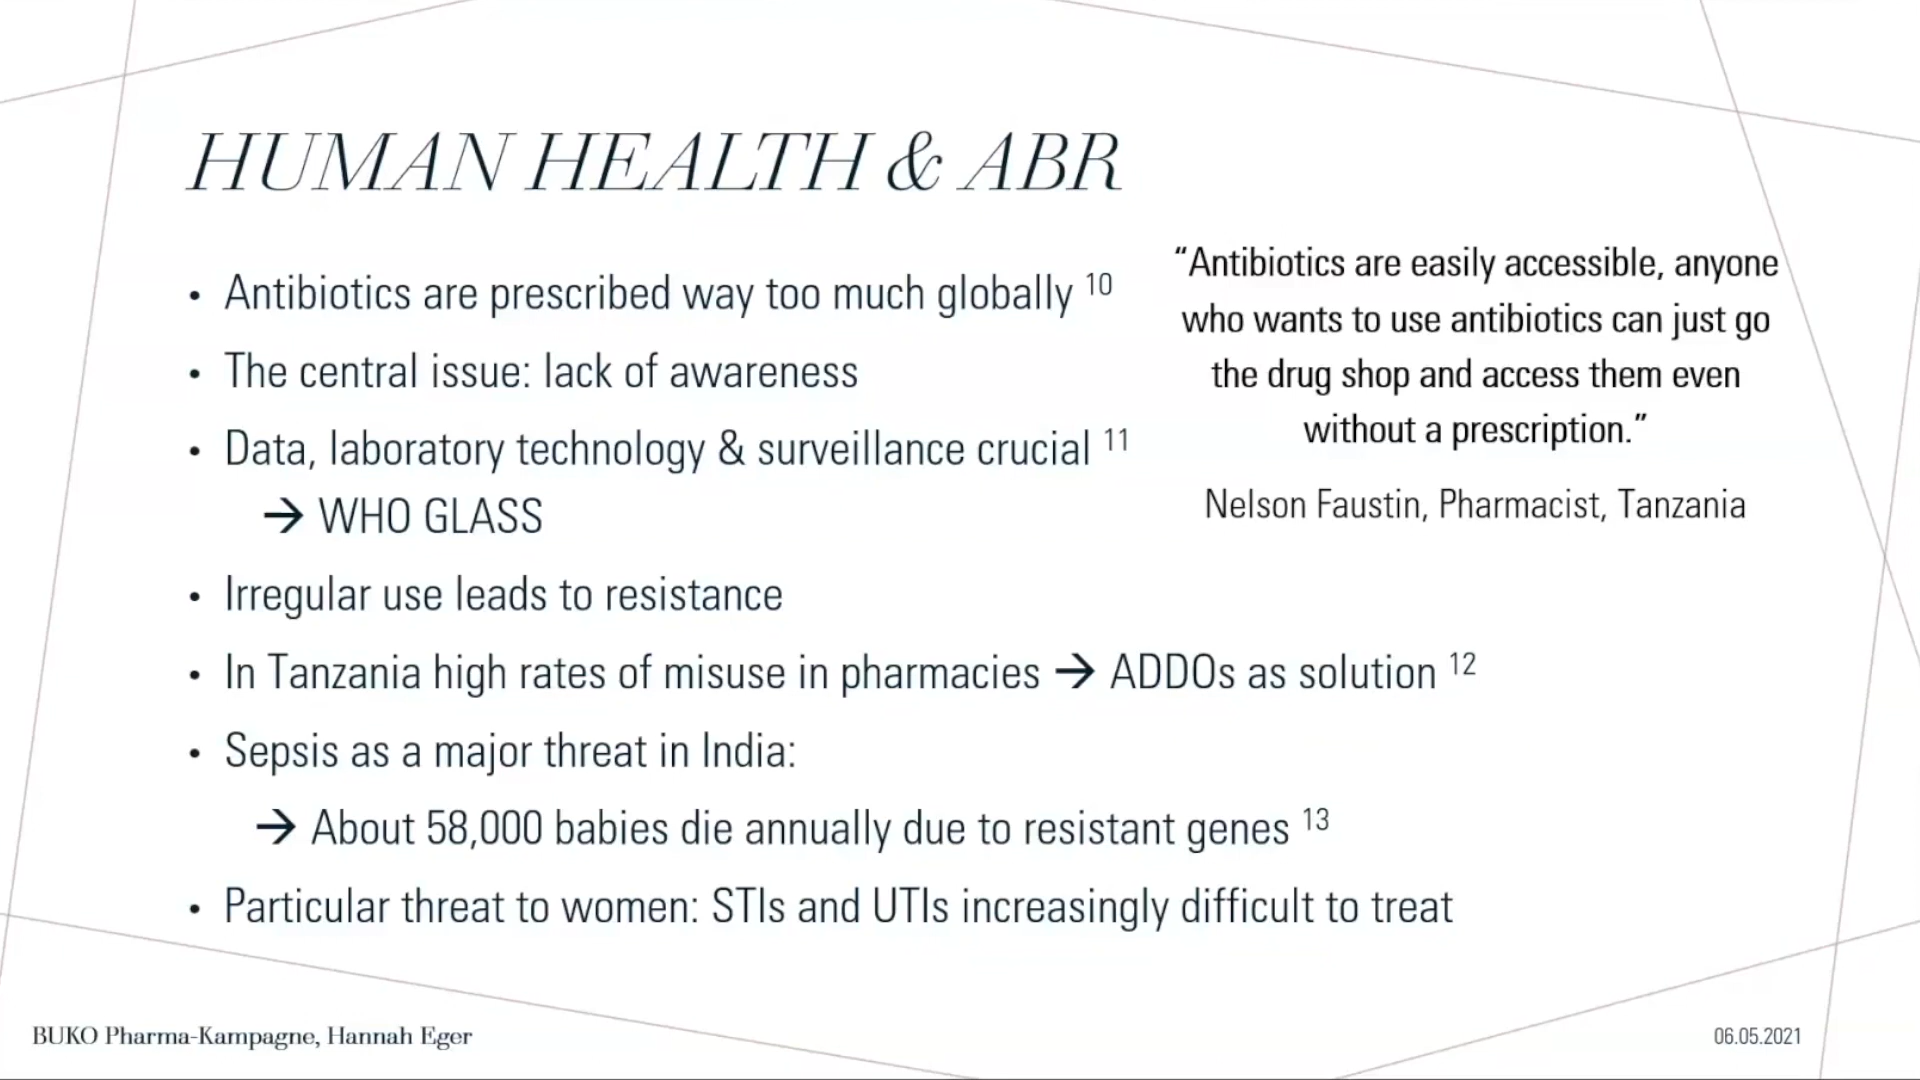 HUMAN HEALTH & ABR
• Antibiotics are prescribed way too much globally 10
• The central issue: lack of awareness
• Data, laboratory technology & surveillance crucial 11
→ WHO GLASS
• Irregular use leads to resistance
• In Tanzania high rates of misuse in pharmacies → ADDOs as solution 12
• Sepsis as a major threat in India:
→ About 58,000 babies die annually due to resistant genes 13
• Particular threat to women: STIs and UTIs increasingly difficult to treat
“Antibiotics are easily accessible, anyone
who wants to use antibiotics can just go
the drug shop and access them even
without a prescription.”
Nelson Faustin, Pharmacist, Tanzania
BUKO Pharma-Kampagne, Hannah Eger
06.05.2021